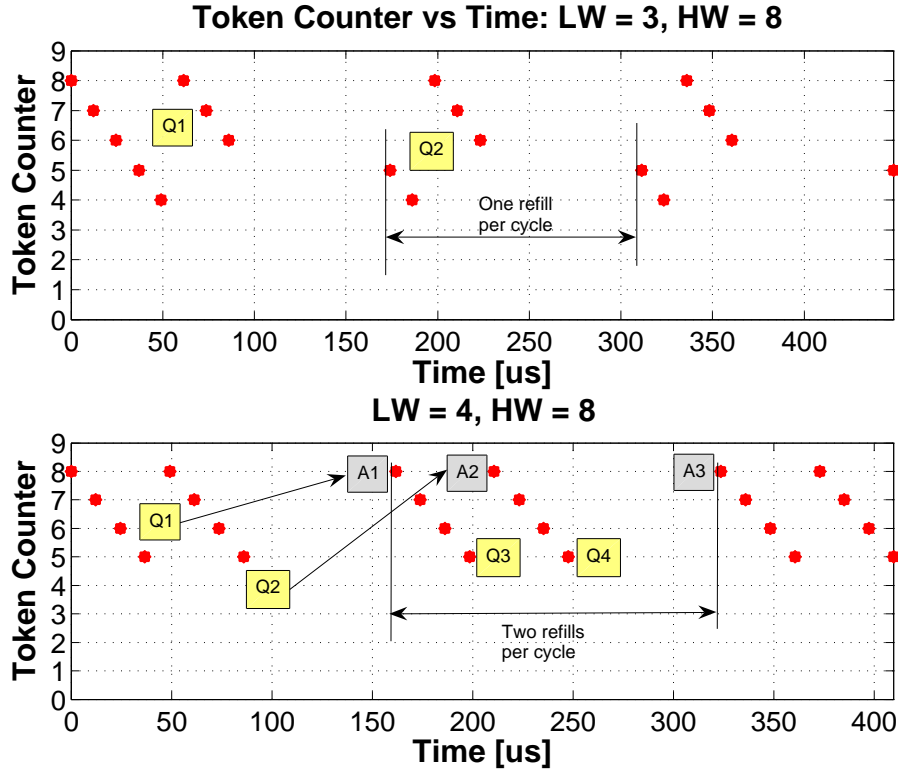 Token Counter vs Time: LW = 3, HW = 8
Token Counter
9
8
7
6
5
4
3
2
1
0
Q1
Q2
One refill
per cycle
0 50 100 150 200 250 300 350 400
Time [us]
LW = 4, HW = 8
Token Counter
9
8
7
6
5
4
3
2
1
0
A1
A2
A3
Q1
Q3
Q4
Q2
Two refills
per cycle
0 50 100 150 200 250 300 350 400
Time [us]